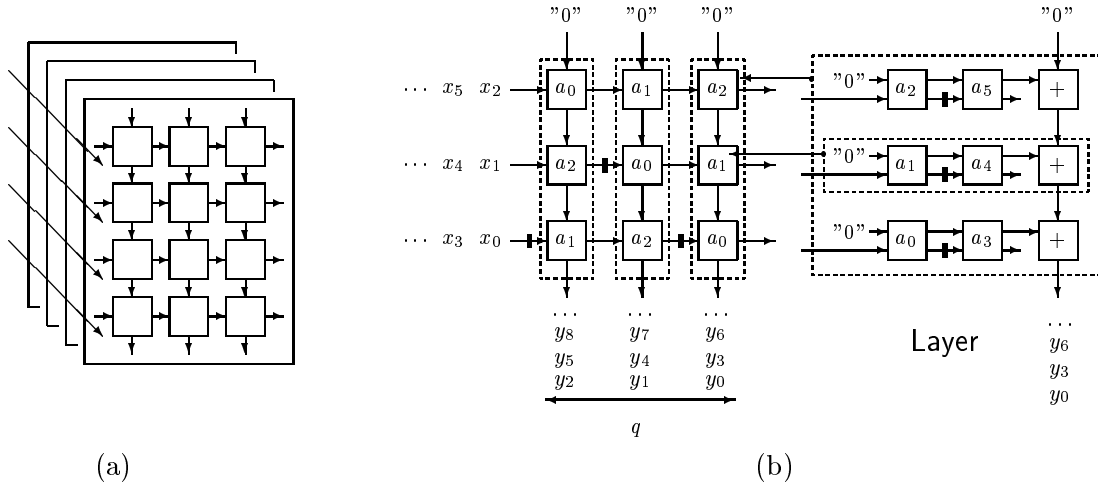 "0" "0" "0" "0"
··· x₅ x₂ a₀ a₁ a₂ "0" a₂ a₅ +
··· x₄ x₁ a₂ a₀ a₁ "0" a₁ a₄ +
··· x₃ x₀ a₁ a₂ a₀ "0" a₀ a₃ +
··· ··· ··· ···
y₈ y₇ y₆ Layer y₆
y₅ y₄ y₃ y₃
y₂ y₁ y₀ y₀
q
(a) (b)